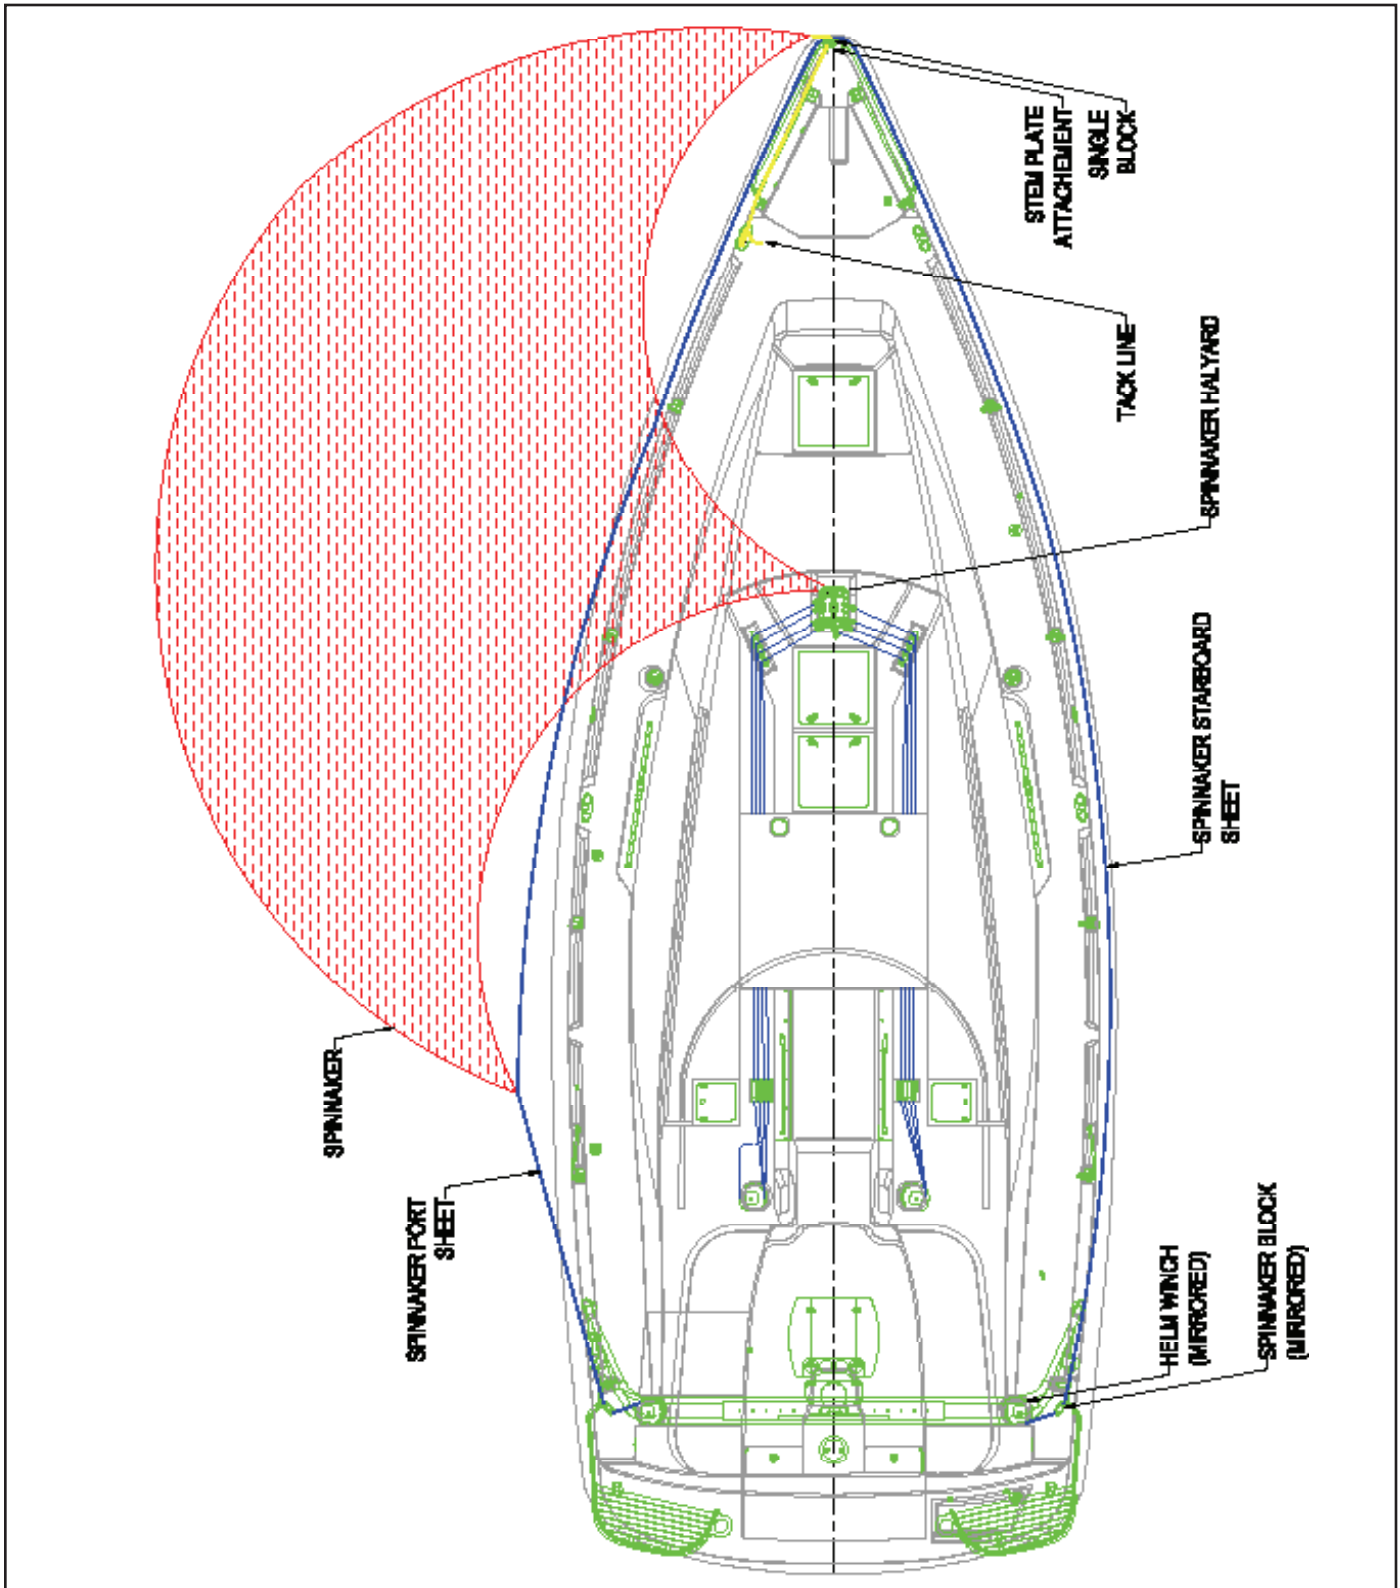 STEM PLATE
ATTACHEMENT
SINGLE
BLOCK
TACK LINE
SPINNAKER HALYARD
SPINNAKER STARBOARD
SHEET
SPINNAKER
SPINNAKER PORT
SHEET
HELM WINCH
(MIRRORED)
SPINNAKER BLOCK
(MIRRORED)